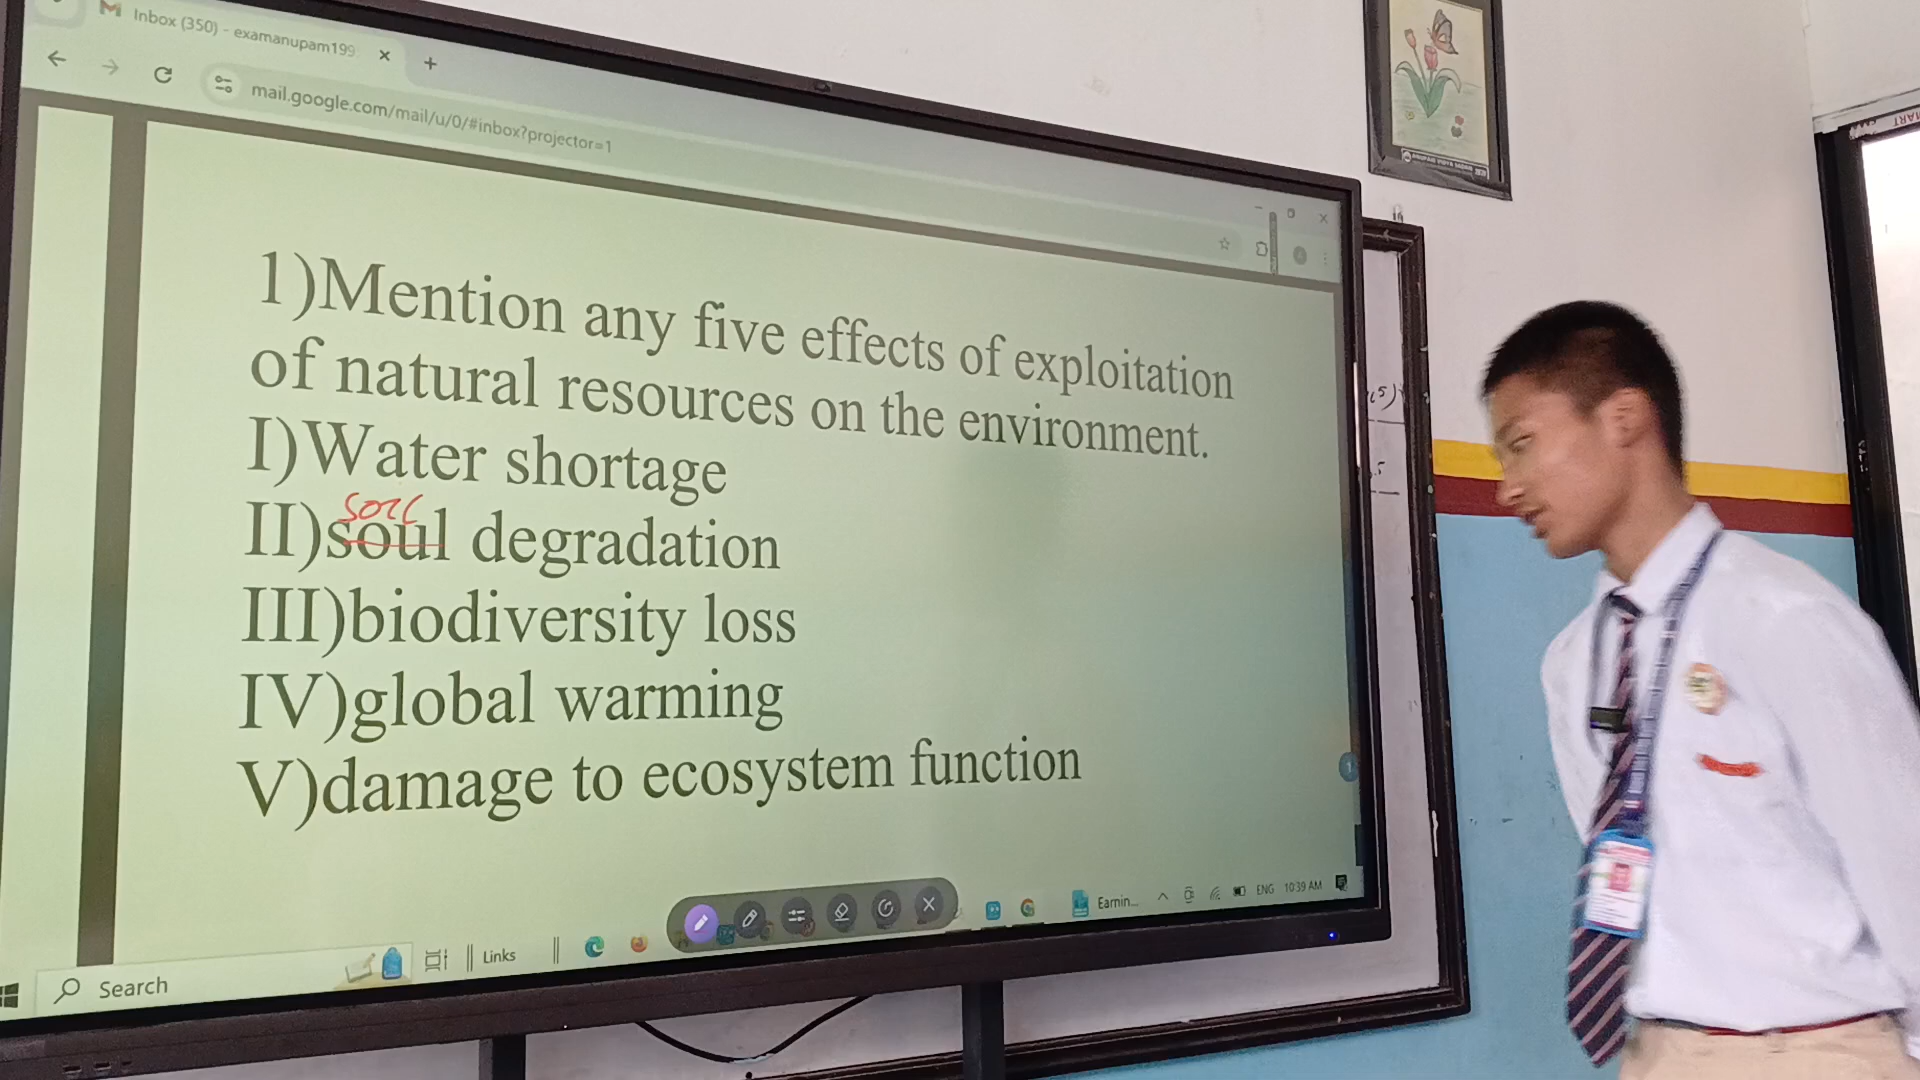 Inbox (350) - examanupam199
mail.google.com/mail/u/0/#inbox?projector=1
1)Mention any five effects of exploitation
of natural resources on the environment.
I)Water shortage
soil
II)soul degradation
III)biodiversity loss
IV)global warming
V)damage to ecosystem function
Search
Links
Earnin...
ENG
10:39 AM